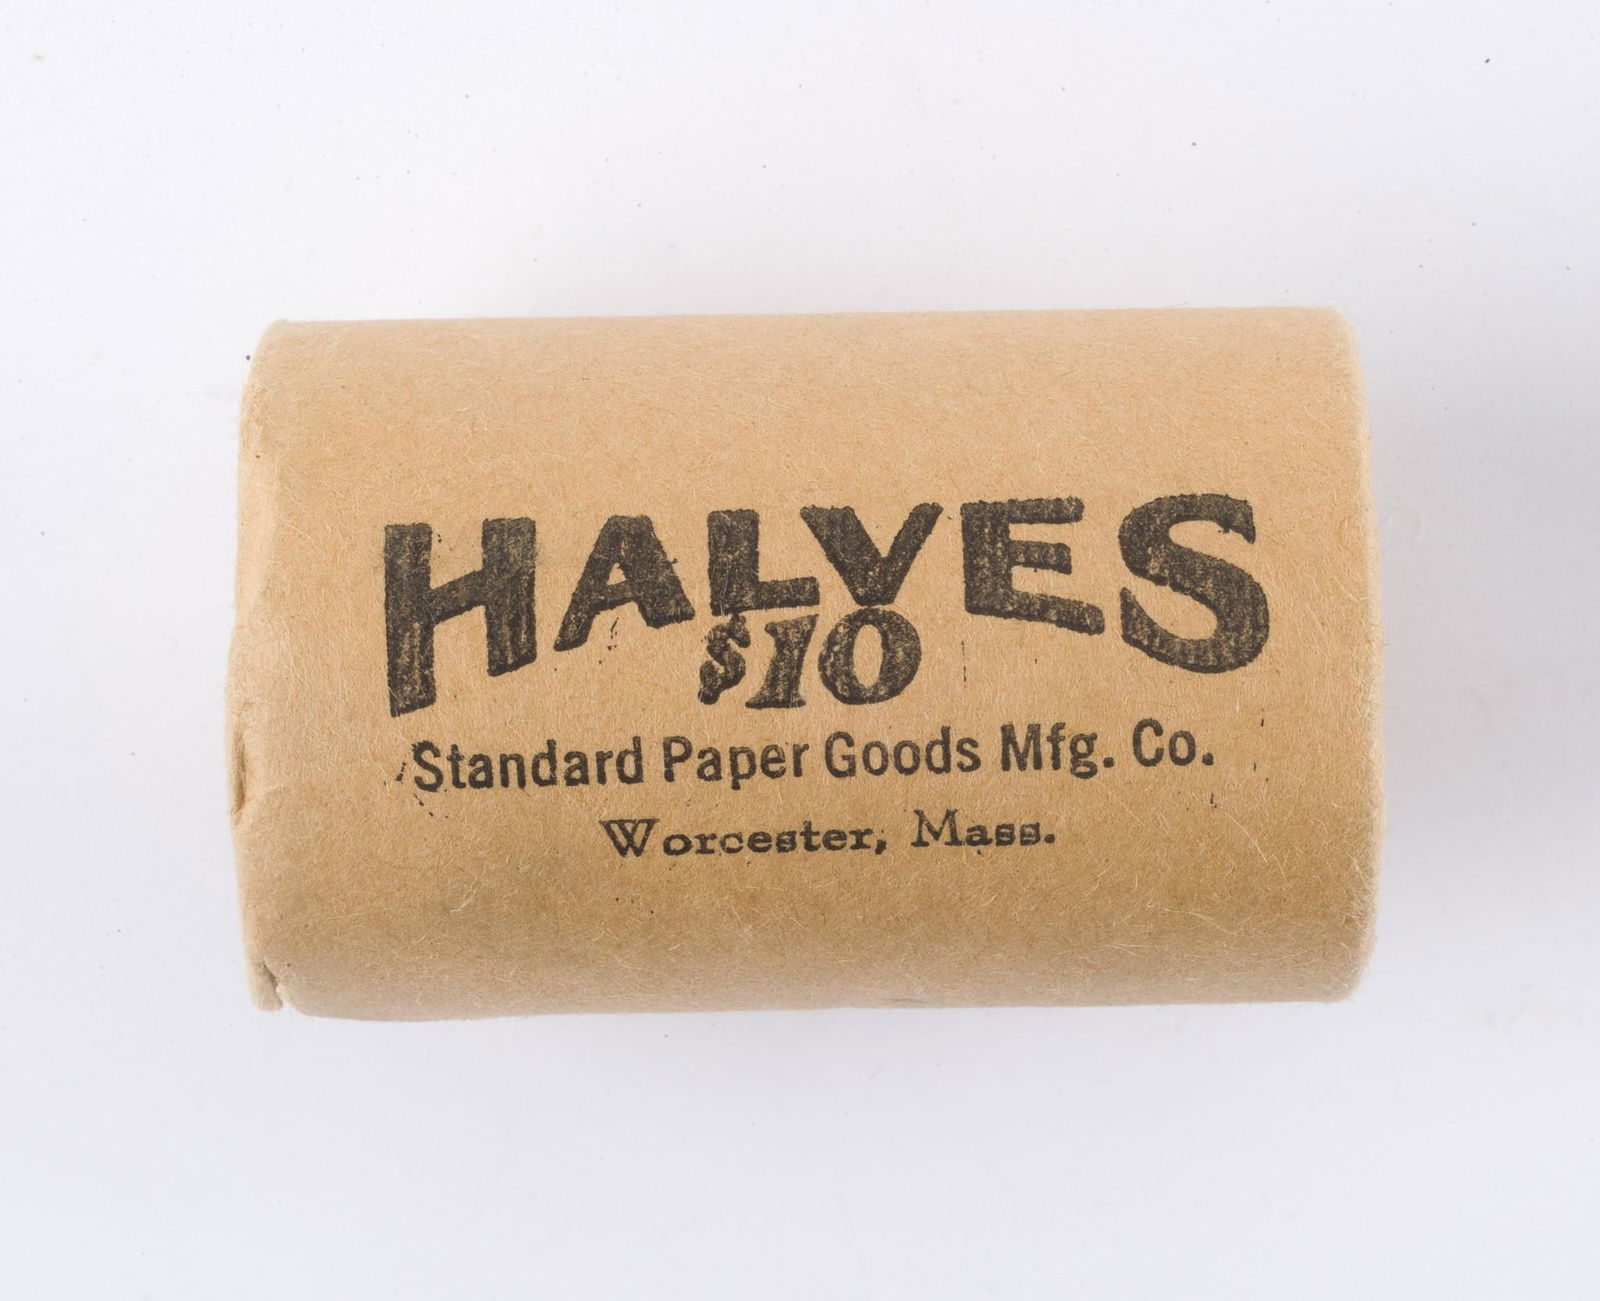 HALVES
$10
Standard Paper Goods Mfg. Co.
Worcester, Mass.